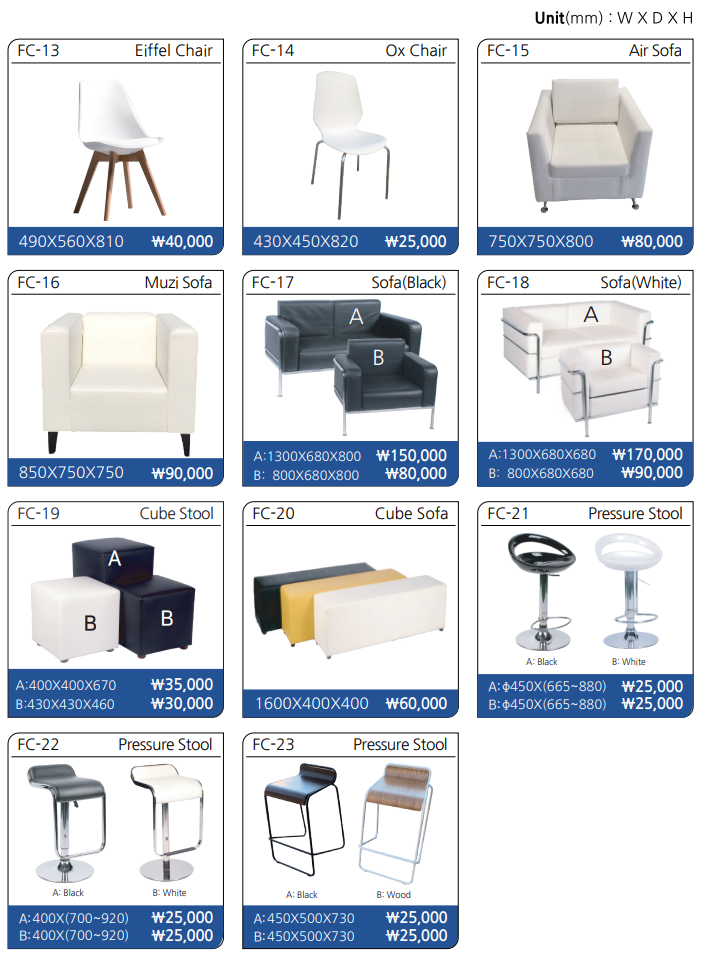 Unit(mm) : W X D X H
FC-13 Eiffel Chair
490X560X810 ₩40,000
FC-14 Ox Chair
430X450X820 ₩25,000
FC-15 Air Sofa
750X750X800 ₩80,000
FC-16 Muzi Sofa
850X750X750 ₩90,000
FC-17 Sofa(Black)
A
B
A:1300X680X800 ₩150,000
B: 800X680X800 ₩80,000
FC-18 Sofa(White)
A
B
A:1300X680X680 ₩170,000
B: 800X680X680 ₩90,000
FC-19 Cube Stool
A
B B
A:400X400X670 ₩35,000
B:430X430X460 ₩30,000
FC-20 Cube Sofa
1600X400X400 ₩60,000
FC-21 Pressure Stool
A: Black B: White
A:φ450X(665~880) ₩25,000
B:φ450X(665~880) ₩25,000
FC-22 Pressure Stool
A: Black B: White
A:400X(700~920) ₩25,000
B:400X(700~920) ₩25,000
FC-23 Pressure Stool
A: Black B: Wood
A:450X500X730 ₩25,000
B:450X500X730 ₩25,000